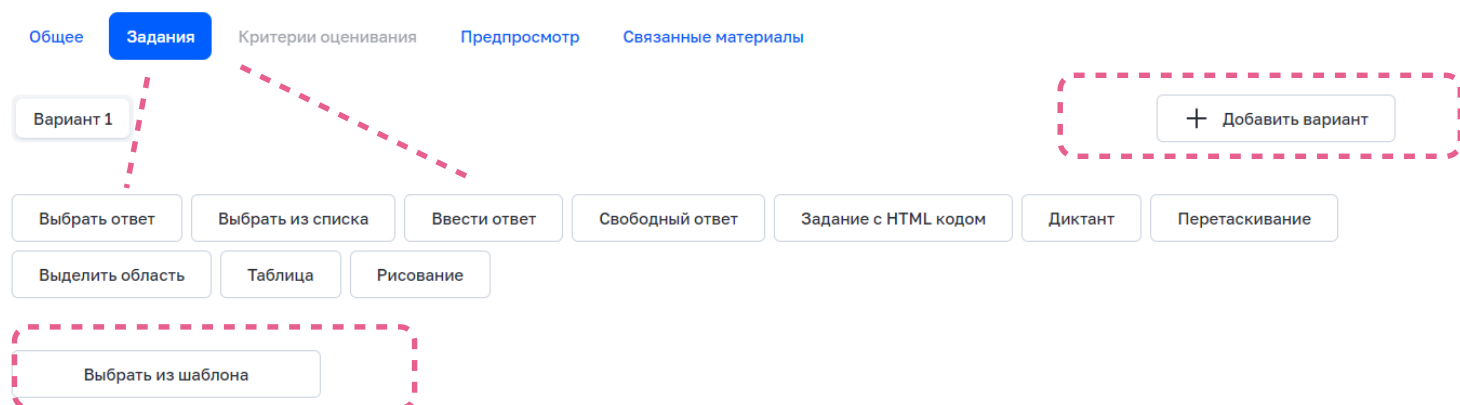 Общее Задания Критерии оценивания Предпросмотр Связанные материалы
Вариант 1 + Добавить вариант
Выбрать ответ Выбрать из списка Ввести ответ Свободный ответ Задание с HTML кодом Диктант Перетаскивание
Выделить область Таблица Рисование
Выбрать из шаблона